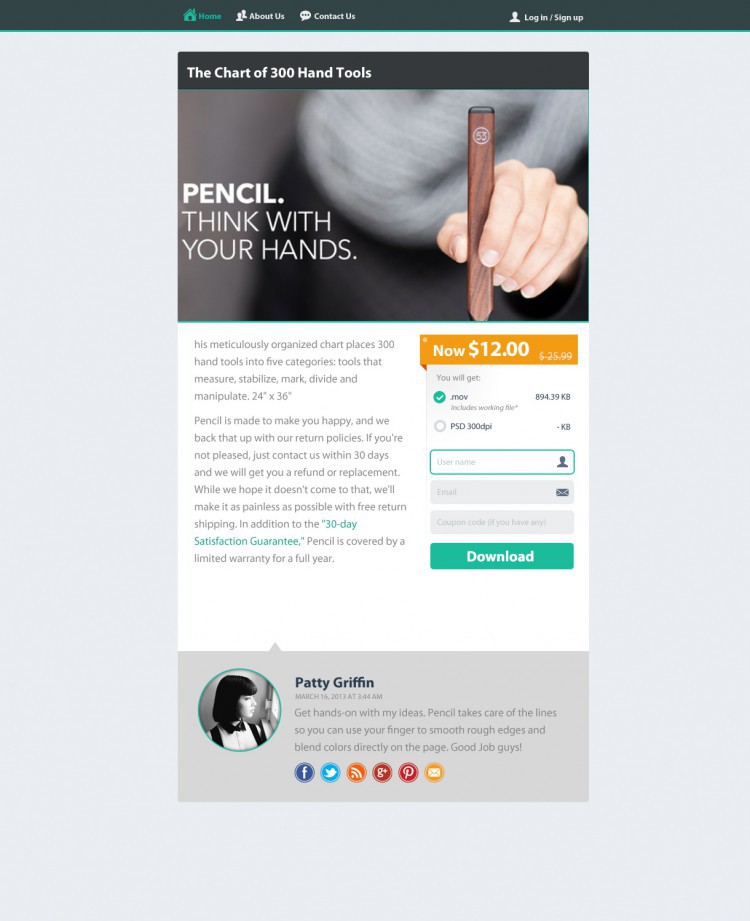 Home
About Us
Contact Us
Log in / Sign up
The Chart of 300 Hand Tools
53
PENCIL.
THINK WITH
YOUR HANDS.
his meticulously organized chart places 300
hand tools into five categories: tools that
measure, stabilize, mark, divide and
manipulate. 24" x 36"
Pencil is made to make you happy, and we
back that up with our return policies. If you're
not pleased, just contact us within 30 days
and we will get you a refund or replacement.
While we hope it doesn't come to that, we'll
make it as painless as possible with free return
shipping. In addition to the "30-day
Satisfaction Guarantee," Pencil is covered by a
limited warranty for a full year.
Now $12.00
$ 25.99
You will get:
.mov 894.39 KB
Includes working file*
PSD 300dpi - KB
User name
Email
Coupon code (if you have any)
Download
Patty Griffin
MARCH 16, 2013 AT 3:44 AM
Get hands-on with my ideas. Pencil takes care of the lines
so you can use your finger to smooth rough edges and
blend colors directly on the page. Good Job guys!